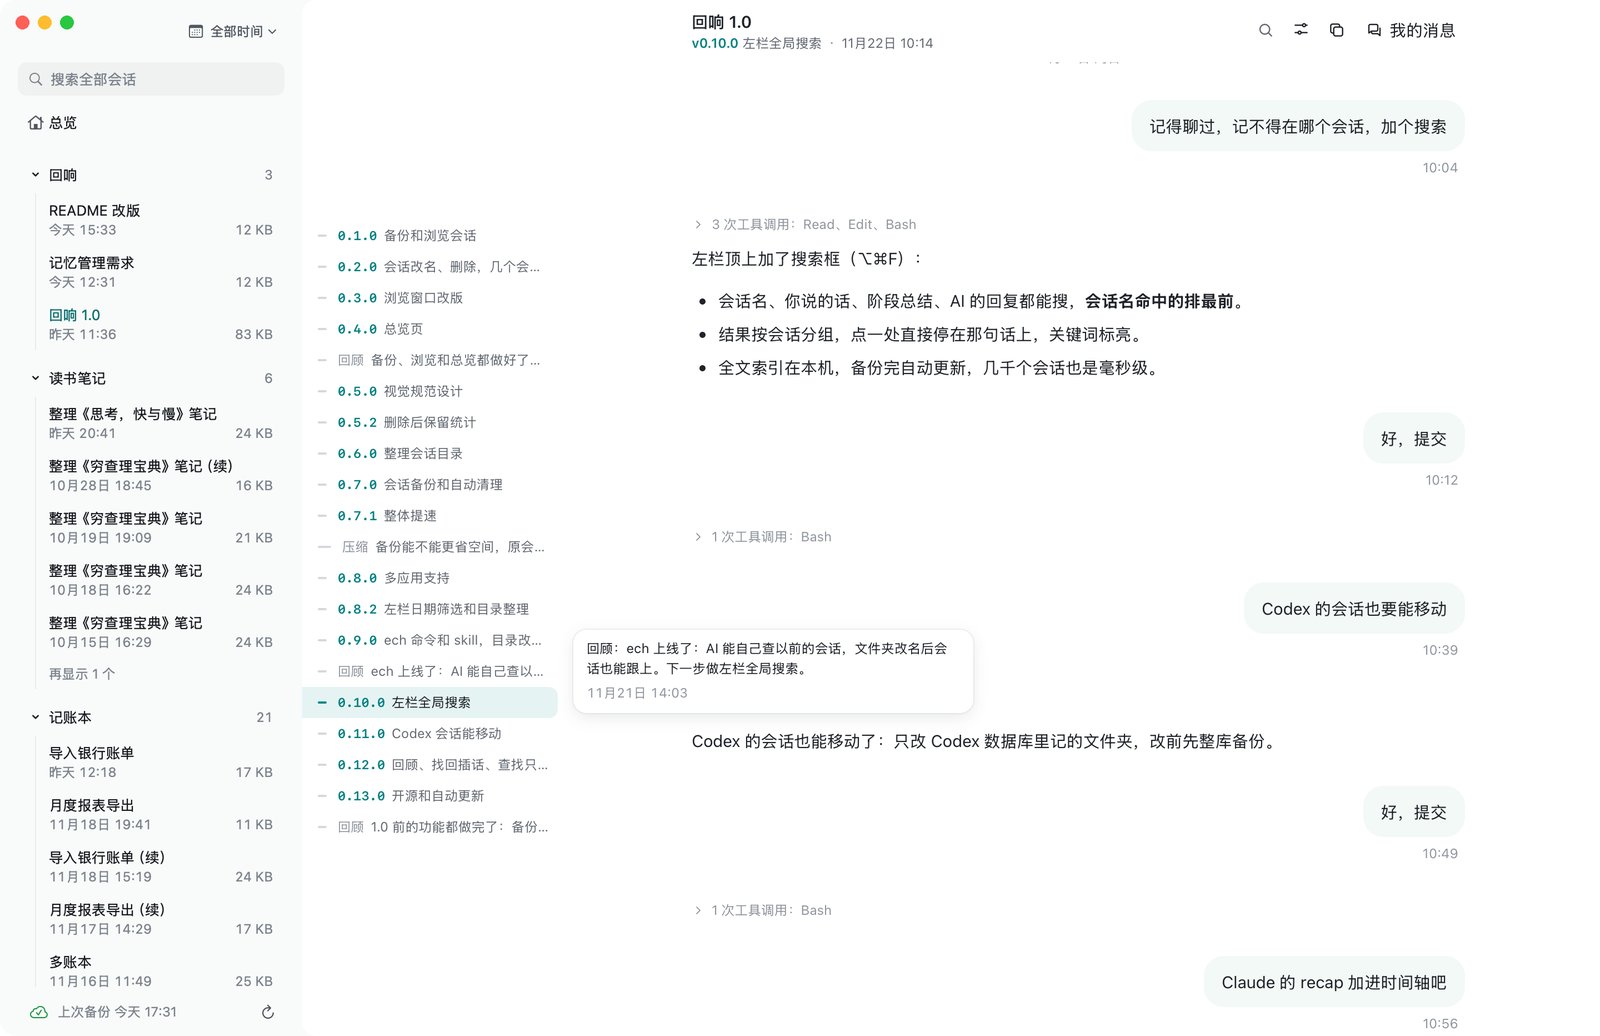 全部时间
搜索全部会话
总览
回响 3
README 改版
今天 15:33 12 KB
记忆管理需求
今天 12:31 12 KB
回响 1.0
昨天 11:36 83 KB
读书笔记 6
整理《思考，快与慢》笔记
昨天 20:41 24 KB
整理《穷查理宝典》笔记（续）
10月28日 18:45 16 KB
整理《穷查理宝典》笔记
10月19日 19:09 21 KB
整理《穷查理宝典》笔记
10月18日 16:22 24 KB
整理《穷查理宝典》笔记
10月15日 16:29 24 KB
再显示 1 个
记账本 21
导入银行账单
昨天 12:18 17 KB
月度报表导出
11月18日 19:41 11 KB
导入银行账单（续）
11月18日 15:19 24 KB
月度报表导出（续）
11月17日 14:29 17 KB
多账本
11月16日 11:49 25 KB
上次备份 今天 17:31
0.1.0 备份和浏览会话
0.2.0 会话改名、删除，几个会...
0.3.0 浏览窗口改版
0.4.0 总览页
回顾 备份、浏览和总览都做好了...
0.5.0 视觉规范设计
0.5.2 删除后保留统计
0.6.0 整理会话目录
0.7.0 会话备份和自动清理
0.7.1 整体提速
压缩 备份能不能更省空间，原会...
0.8.0 多应用支持
0.8.2 左栏日期筛选和目录整理
0.9.0 ech 命令和 skill，目录改...
回顾 ech 上线了：AI 能自己查以...
0.10.0 左栏全局搜索
0.11.0 Codex 会话能移动
0.12.0 回顾、找回插话、查找只...
0.13.0 开源和自动更新
回顾 1.0 前的功能都做完了：备份...
回响 1.0
v0.10.0 左栏全局搜索 · 11月22日 10:14
我的消息
记得聊过，记不得在哪个会话，加个搜索
10:04
3 次工具调用：Read、Edit、Bash
左栏顶上加了搜索框（⌥⌘F）：
• 会话名、你说的话、阶段总结、AI 的回复都能搜，会话名命中的排最前。
• 结果按会话分组，点一处直接停在那句话上，关键词标亮。
• 全文索引在本机，备份完自动更新，几千个会话也是毫秒级。
好，提交
10:12
1 次工具调用：Bash
Codex 的会话也要能移动
10:39
回顾：ech 上线了：AI 能自己查以前的会话，文件夹改名后会
话也能跟上。下一步做左栏全局搜索。
11月21日 14:03
Codex 的会话也能移动了：只改 Codex 数据库里记的文件夹，改前先整库备份。
好，提交
10:49
1 次工具调用：Bash
Claude 的 recap 加进时间轴吧
10:56